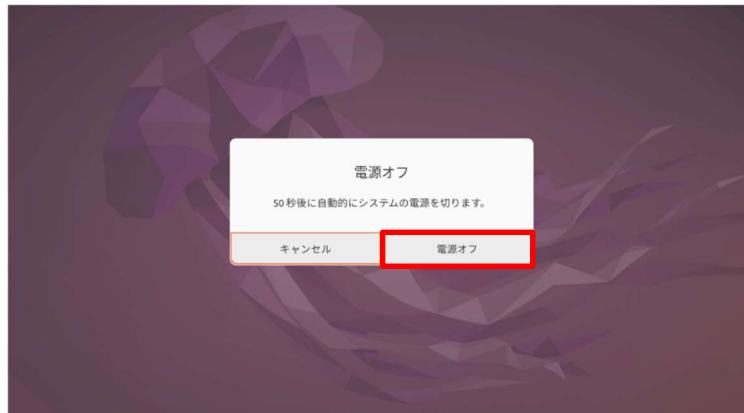 電源オフ
50 秒後に自動的にシステムの電源を切ります。
キャンセル
電源オフ